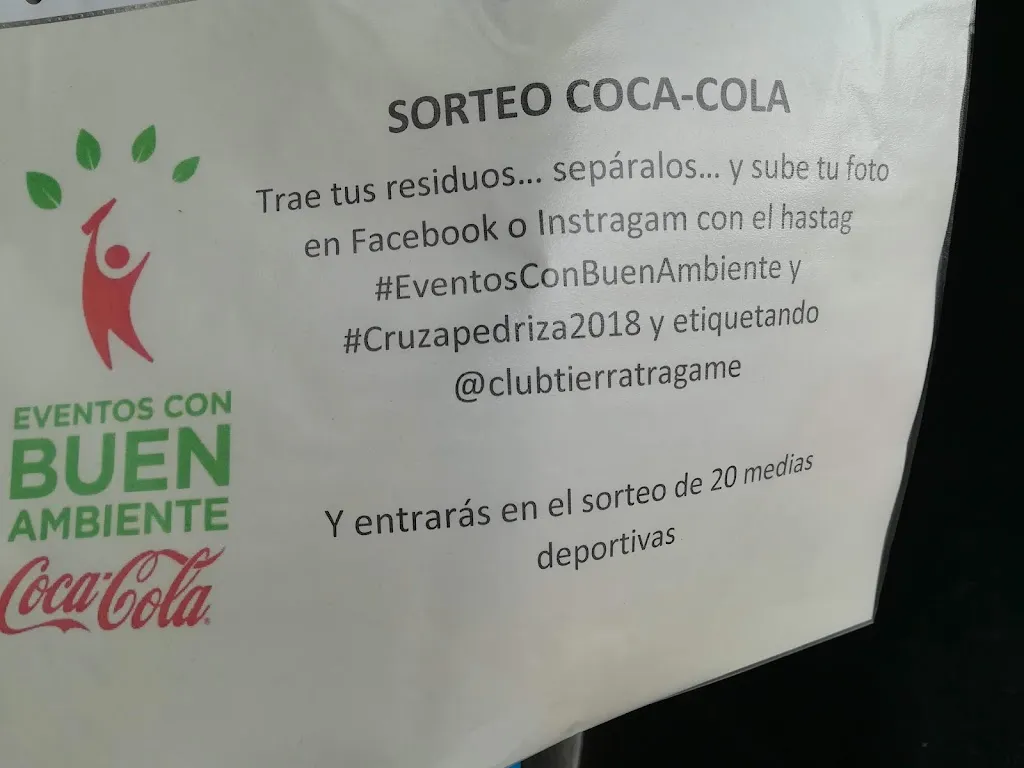 SORTEO COCA-COLA
Trae tus residuos... sepáralos... y sube tu foto
en Facebook o Instragam con el hastag
#EventosConBuenAmbiente y
#Cruzapedriza2018 y etiquetando
@clubtierratragame
Y entrarás en el sorteo de 20 medias
deportivas
EVENTOS CON
BUEN
AMBIENTE
Coca-Cola